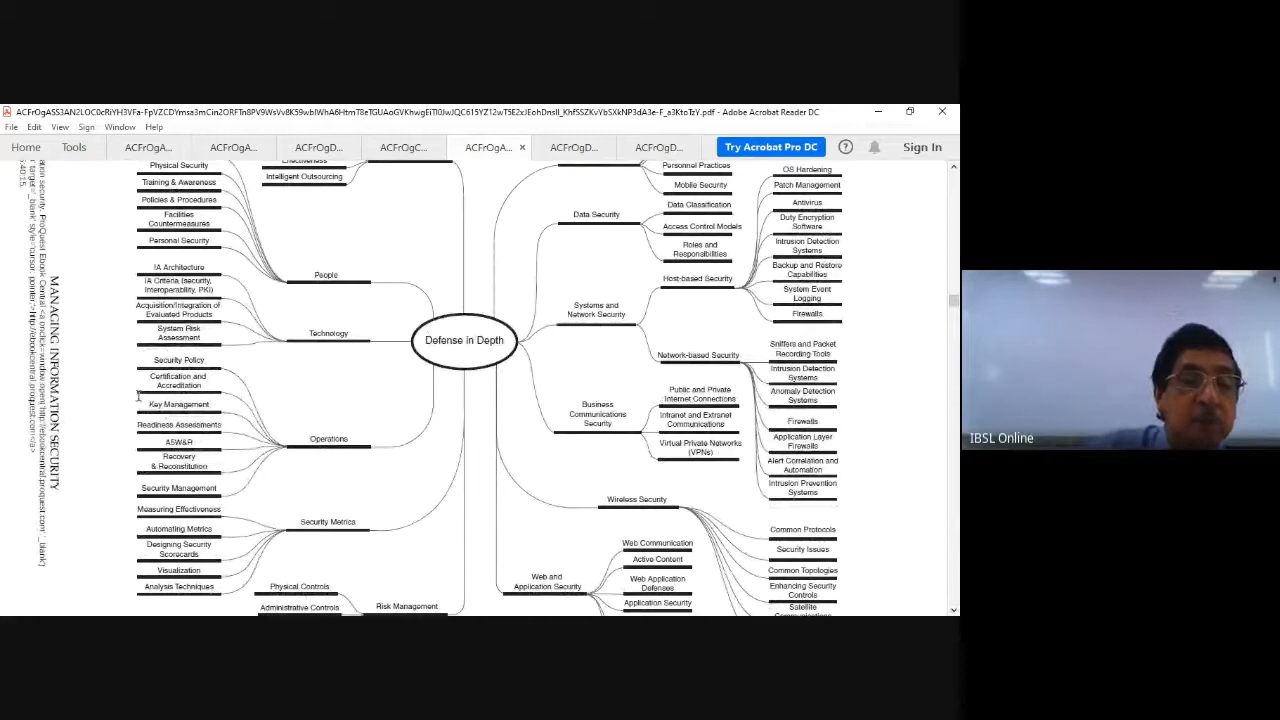 - Adobe Acrobat Reader DC
File Edit View Sign Window Help
Home Tools ACFrOgA... ACFrOgA... ACFrOgD... ACFrOgC... ACFrOgA... × ACFrOgD... ACFrOgD... Try Acrobat Pro DC Sign In
MANAGING INFORMATION SECURITY
Intelligent Outsourcing
Physical Security
Training & Awareness
Policies & Procedures
Facilities
Countermeasures
Personal Security
People
IA Architecture
IA Criteria (security,
Interoperability, PKI)
Acquisition/Integration of
Evaluated Products
System Risk
Assessment
Technology
Security Policy
Certification and
Accreditation
Key Management
Readiness Assessments
ASW&R
Recovery
& Reconstitution
Security Management
Operations
Measuring Effectiveness
Automating Metrics
Designing Security
Scorecards
Visualization
Analysis Techniques
Security Metrics
Physical Controls
Administrative Controls
Risk Management
Defense in Depth
Personnel Practices
Mobile Security
Data Security
Data Classification
Access Control Models
Roles and
Responsibilities
Systems and
Network Security
Host-based Security
OS Hardening
Patch Management
Antivirus
Duty Encryption
Software
Intrusion Detection
Systems
Backup and Restore
Capabilities
System Event
Logging
Firewalls
Network-based Security
Sniffers and Packet
Recording Tools
Intrusion Detection
Systems
Anomaly Detection
Systems
Firewalls
Application Layer
Firewalls
Alert Correlation and
Automation
Intrusion Prevention
Systems
Business
Communications
Security
Public and Private
Internet Connections
Intranet and Extranet
Communications
Virtual Private Networks
(VPNs)
Wireless Security
Common Protocols
Security Issues
Common Topologies
Enhancing Security
Controls
Satellite
Web and
Application Security
Web Communication
Active Content
Web Application
Defenses
Application Security
IBSL Online